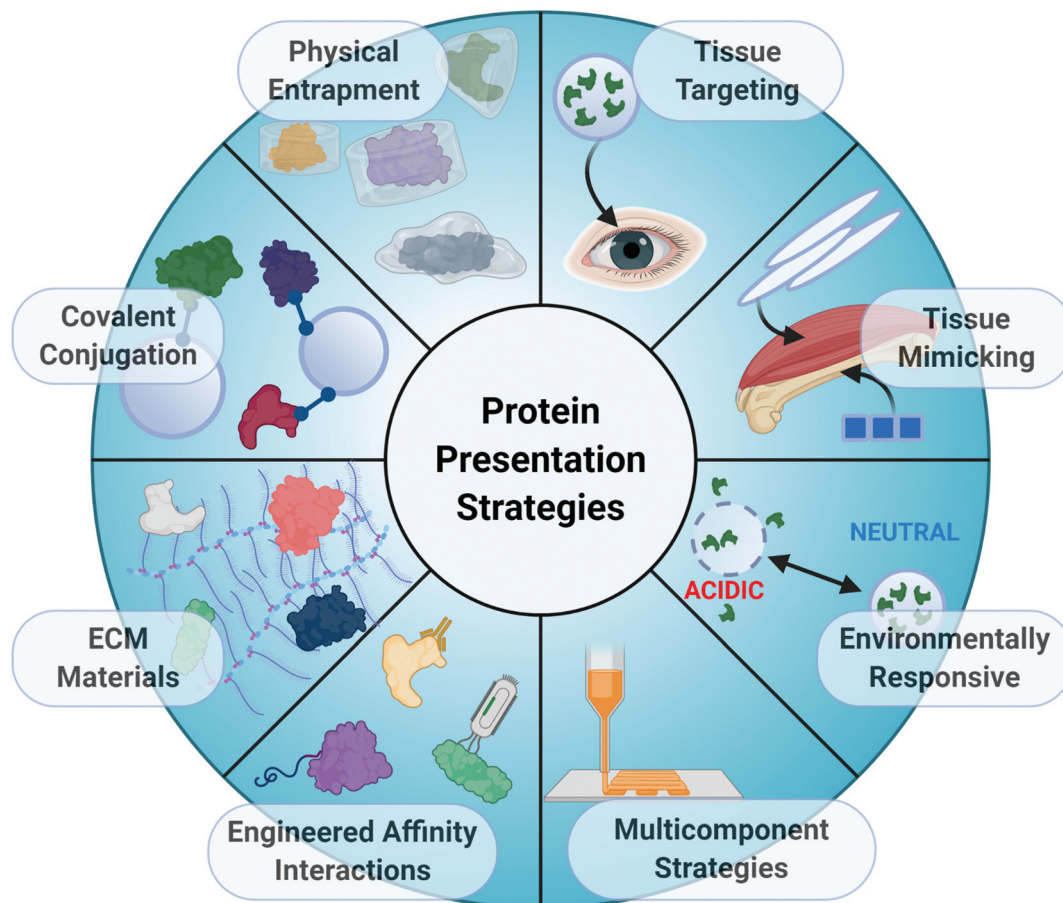 Physical
Entrapment
Tissue
Targeting
Covalent
Conjugation
Tissue
Mimicking
Protein
Presentation
Strategies
NEUTRAL
ACIDIC
ECM
Materials
Environmentally
Responsive
Engineered Affinity
Interactions
Multicomponent
Strategies